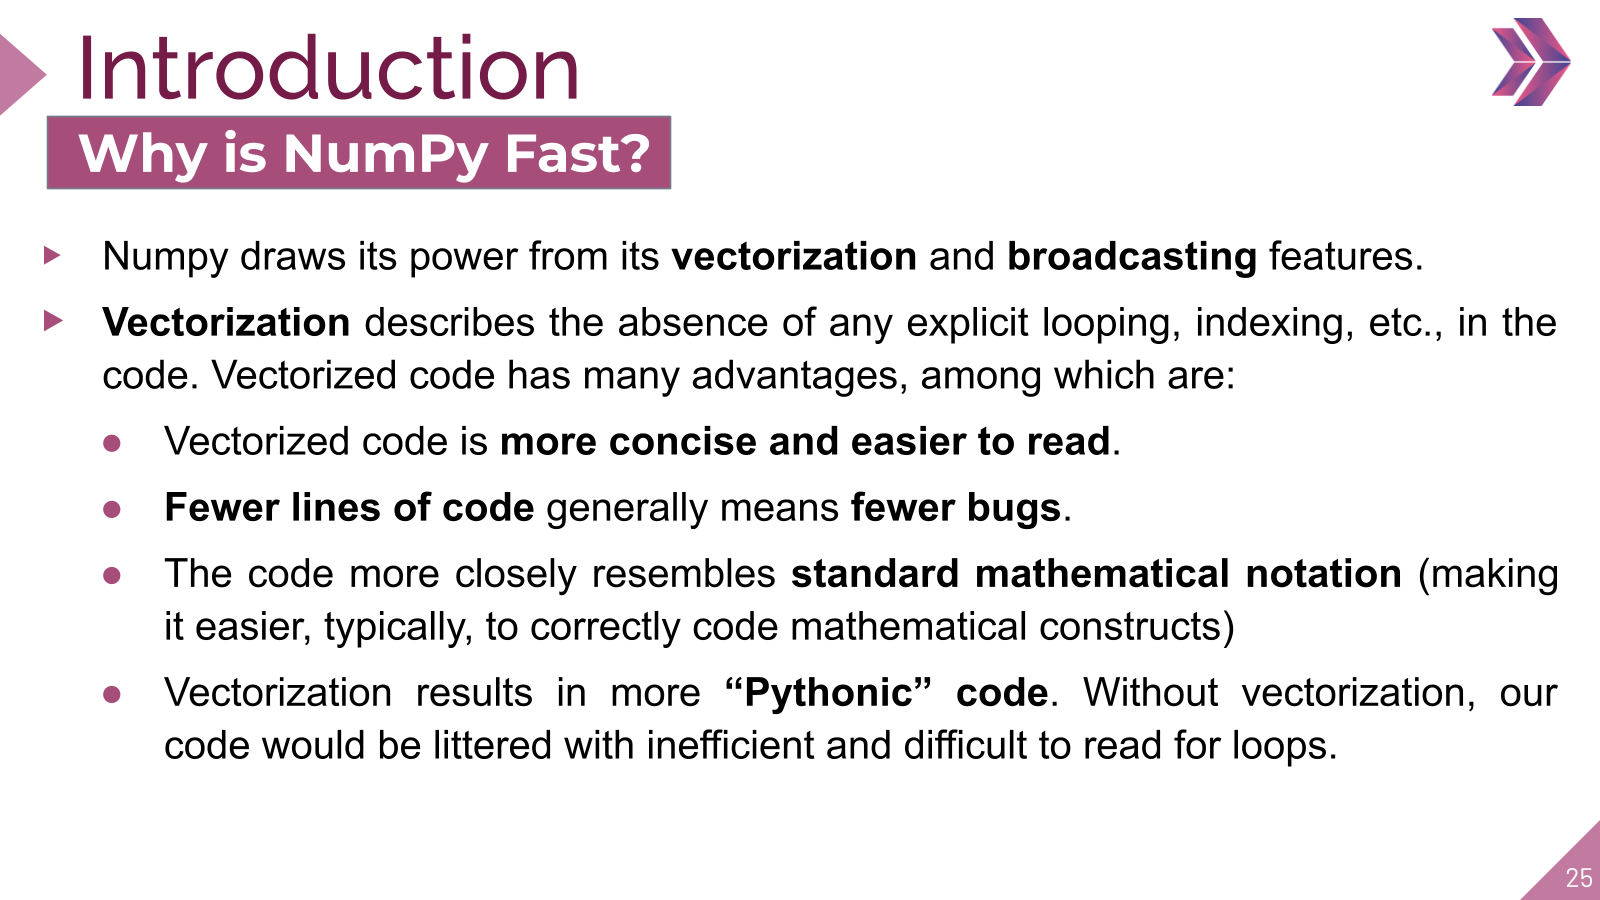 Introduction
Why is NumPy Fast?
Numpy draws its power from its vectorization and broadcasting features.
Vectorization describes the absence of any explicit looping, indexing, etc., in the
code. Vectorized code has many advantages, among which are:
Vectorized code is more concise and easier to read.
Fewer lines of code generally means fewer bugs.
The code more closely resembles standard mathematical notation (making
it easier, typically, to correctly code mathematical constructs)
Vectorization results in more “Pythonic” code. Without vectorization, our
code would be littered with inefficient and difficult to read for loops.
25